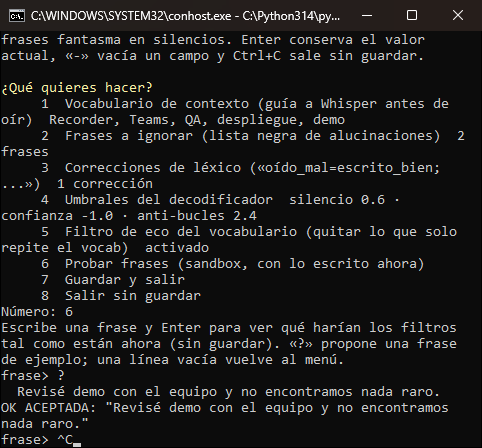 C:\WINDOWS\SYSTEM32\conhost.exe - C:\Python314\py...
frases fantasma en silencios. Enter conserva el valor
actual, «-» vacía un campo y Ctrl+C sale sin guardar.
¿Qué quieres hacer?
1 Vocabulario de contexto (guía a Whisper antes de
oír) Recorder, Teams, QA, despliegue, demo
2 Frases a ignorar (lista negra de alucinaciones) 2
frases
3 Correcciones de léxico («oído_mal=escrito_bien;
...») 1 corrección
4 Umbrales del decodificador silencio 0.6 ·
confianza -1.0 · anti-bucles 2.4
5 Filtro de eco del vocabulario (quitar lo que solo
repite el vocab) activado
6 Probar frases (sandbox, con lo escrito ahora)
7 Guardar y salir
8 Salir sin guardar
Número: 6
Escribe una frase y Enter para ver qué harían los filtros
tal como están ahora (sin guardar). «?» propone una frase
de ejemplo; una línea vacía vuelve al menú.
frase> ?
Revisé demo con el equipo y no encontramos nada raro.
OK ACEPTADA: "Revisé demo con el equipo y no encontramos
nada raro."
frase> ^C